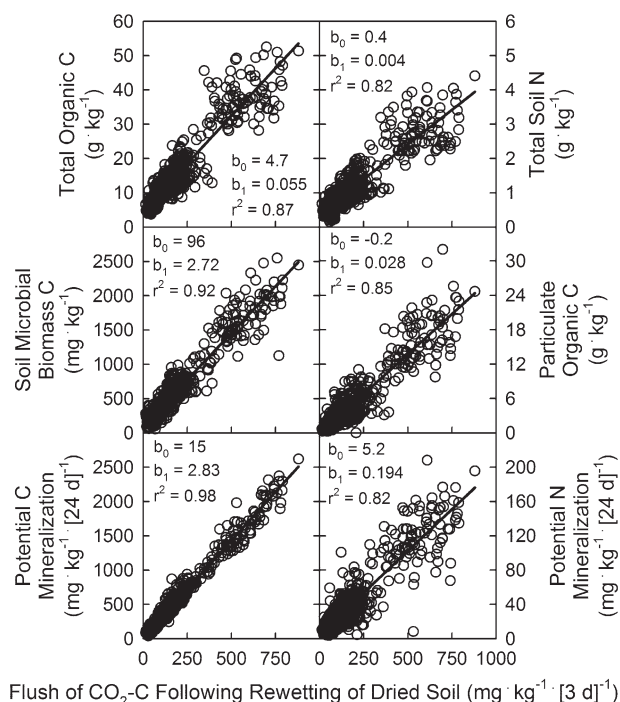 60
50
40
30
20
10
0
Total Organic C
(g · kg⁻¹)
b₀ = 4.7
b₁ = 0.055
r² = 0.87
b₀ = 0.4
b₁ = 0.004
r² = 0.82
6
5
4
3
2
1
0
Total Soil N
(g · kg⁻¹)
2500
2000
1500
1000
500
0
Soil Microbial
Biomass C
(mg · kg⁻¹)
b₀ = 96
b₁ = 2.72
r² = 0.92
b₀ = -0.2
b₁ = 0.028
r² = 0.85
30
24
18
12
6
0
Particulate
Organic C
(g · kg⁻¹)
2500
2000
1500
1000
500
0
Potential C
Mineralization
(mg · kg⁻¹ · [24 d]⁻¹)
b₀ = 15
b₁ = 2.83
r² = 0.98
b₀ = 5.2
b₁ = 0.194
r² = 0.82
200
160
120
80
40
0
Potential N
Mineralization
(mg · kg⁻¹ · [24 d]⁻¹)
0 250 500 750 0 250 500 750 1000
Flush of CO₂-C Following Rewetting of Dried Soil (mg · kg⁻¹ · [3 d]⁻¹)